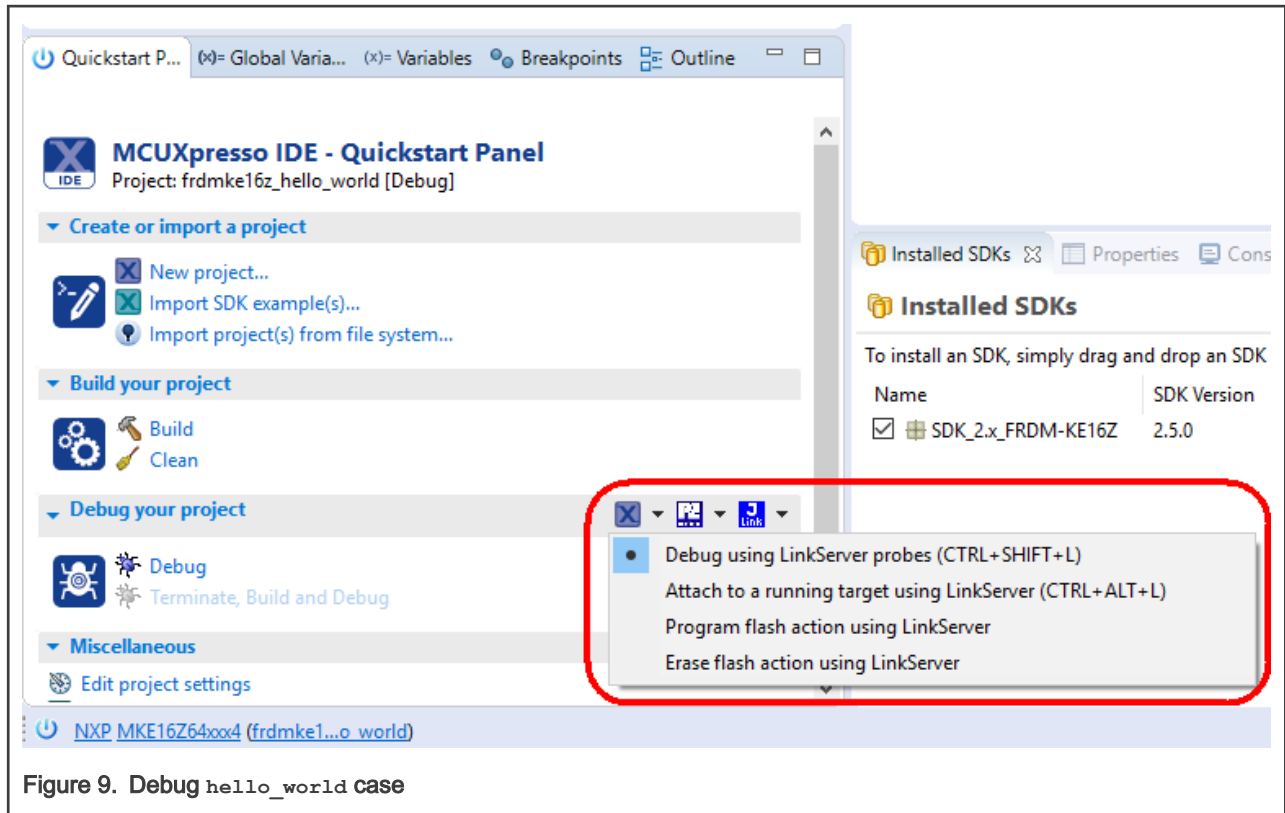 Quickstart P... (x)= Global Varia... (x)= Variables Breakpoints Outline
MCUXpresso IDE - Quickstart Panel
IDE
Project: frdmke16z_hello_world [Debug]
Create or import a project
New project...
Import SDK example(s)...
Import project(s) from file system...
Build your project
Build
Clean
Debug your project
Link
Debug
Terminate, Build and Debug
Miscellaneous
Edit project settings
NXP MKE16Z64xxx4 (frdmke1...o_world)
Installed SDKs Properties Cons
Installed SDKs
To install an SDK, simply drag and drop an SDK
Name SDK Version
SDK_2.x_FRDM-KE16Z 2.5.0
Debug using LinkServer probes (CTRL+SHIFT+L)
Attach to a running target using LinkServer (CTRL+ALT+L)
Program flash action using LinkServer
Erase flash action using LinkServer
Figure 9. Debug hello_world case